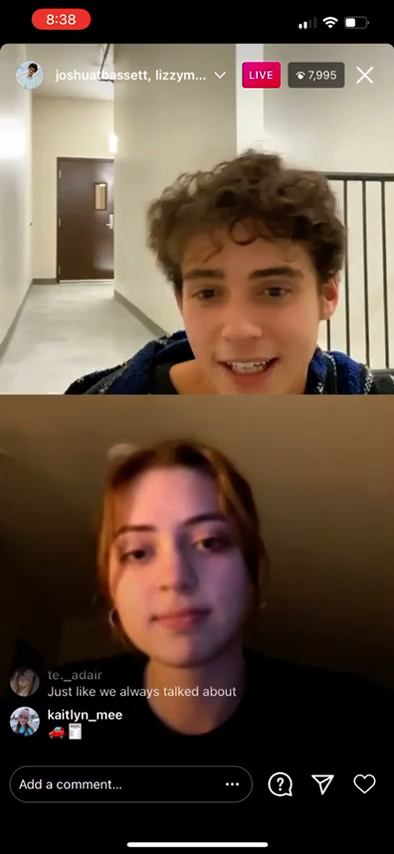 8:38
joshuatbassett, lizzym... LIVE 7,995
te._adair
Just like we always talked about
kaitlyn_mee
🚗📄
Add a comment...